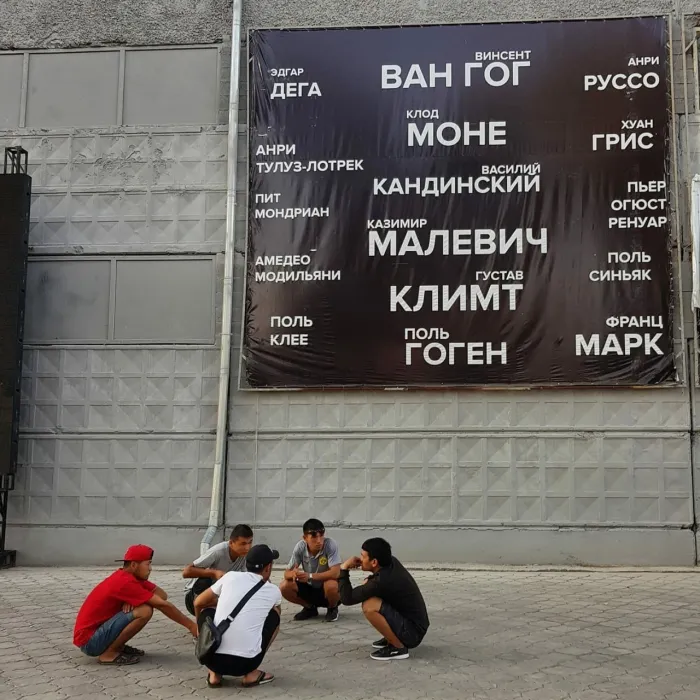 ЭДГАР
ДЕГА
АНРИ
ТУЛУЗ-ЛОТРЕК
ПИТ
МОНДРИАН
АМЕДЕО
МОДИЛЬЯНИ
ПОЛЬ
КЛЕЕ
ВИНСЕНТ
ВАН ГОГ
КЛОД
МОНЕ
ВАСИЛИЙ
КАНДИНСКИЙ
КАЗИМИР
МАЛЕВИЧ
ГУСТАВ
КЛИМТ
ПОЛЬ
ГОГЕН
АНРИ
РУССО
ХУАН
ГРИС
ПЬЕР
ОГЮСТ
РЕНУАР
ПОЛЬ
СИНЬЯК
ФРАНЦ
МАРК